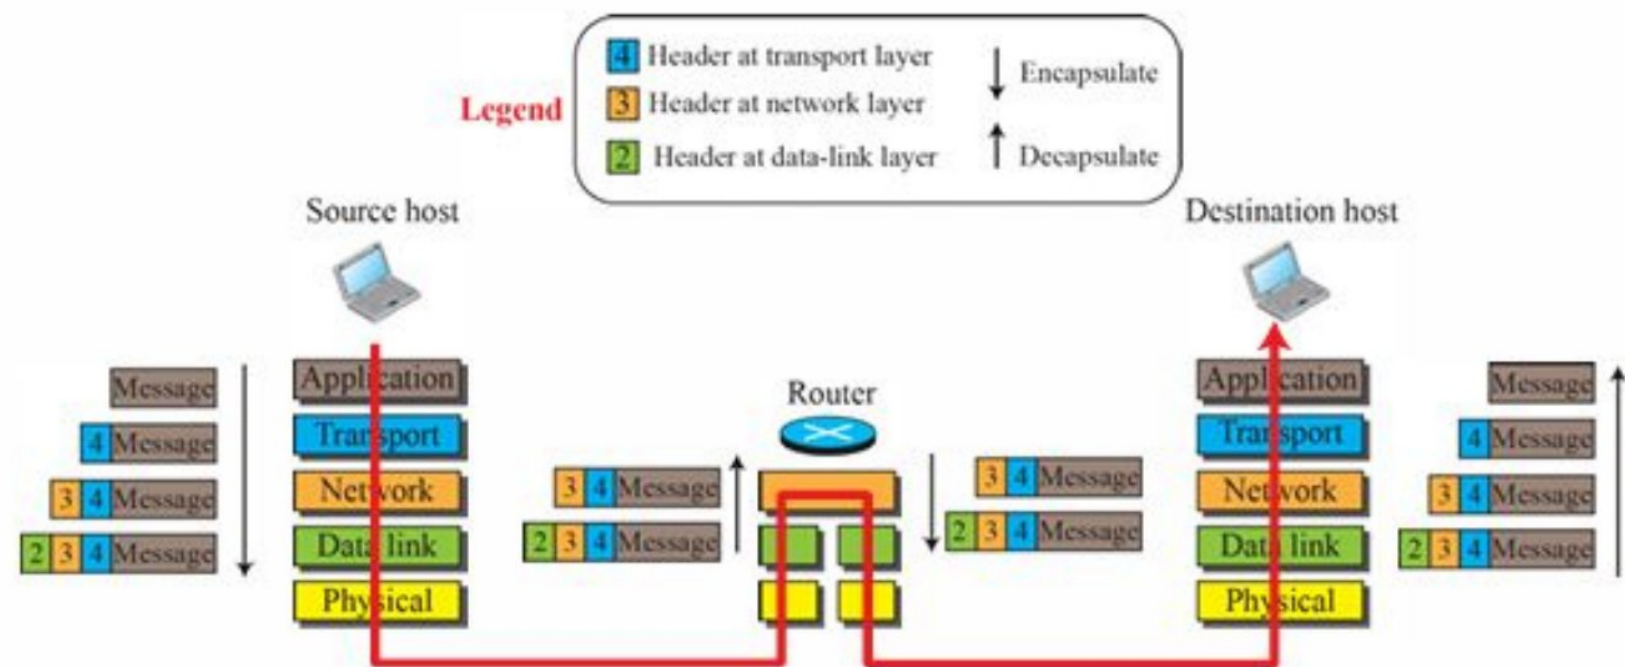 Legend
4 Header at transport layer
3 Header at network layer
2 Header at data-link layer
Encapsulate
Decapsulate
Source host
Destination host
Message
4 Message
3 4 Message
2 3 4 Message
Application
Transport
Network
Data link
Physical
Router
3 4 Message
2 3 4 Message
3 4 Message
2 3 4 Message
Application
Transport
Network
Data link
Physical
Message
4 Message
3 4 Message
2 3 4 Message